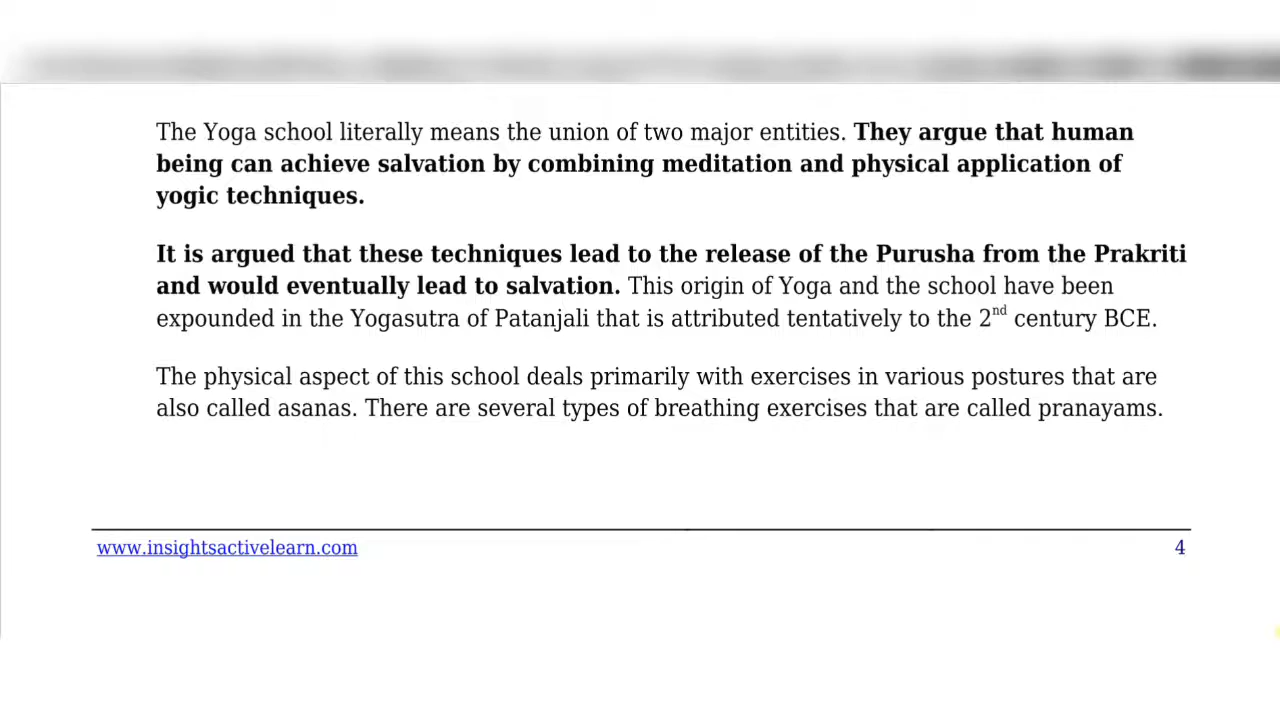 The Yoga school literally means the union of two major entities. They argue that human
being can achieve salvation by combining meditation and physical application of
yogic techniques.
It is argued that these techniques lead to the release of the Purusha from the Prakriti
and would eventually lead to salvation. This origin of Yoga and the school have been
expounded in the Yogasutra of Patanjali that is attributed tentatively to the 2nd century BCE.
The physical aspect of this school deals primarily with exercises in various postures that are
also called asanas. There are several types of breathing exercises that are called pranayams.
www.insightsactivelearn.com 4